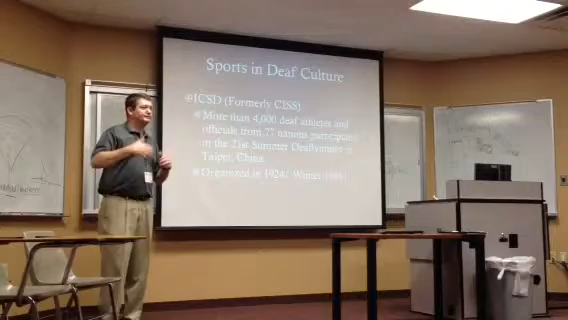 Sports in Deaf Culture
ICSD (Formerly CISS)
More than 4,000 deaf athletes and
officials from 77 nations participated
in the 21st Summer Deaflympics in
Taipei, China.
Organized in 1924/ Winter 1949